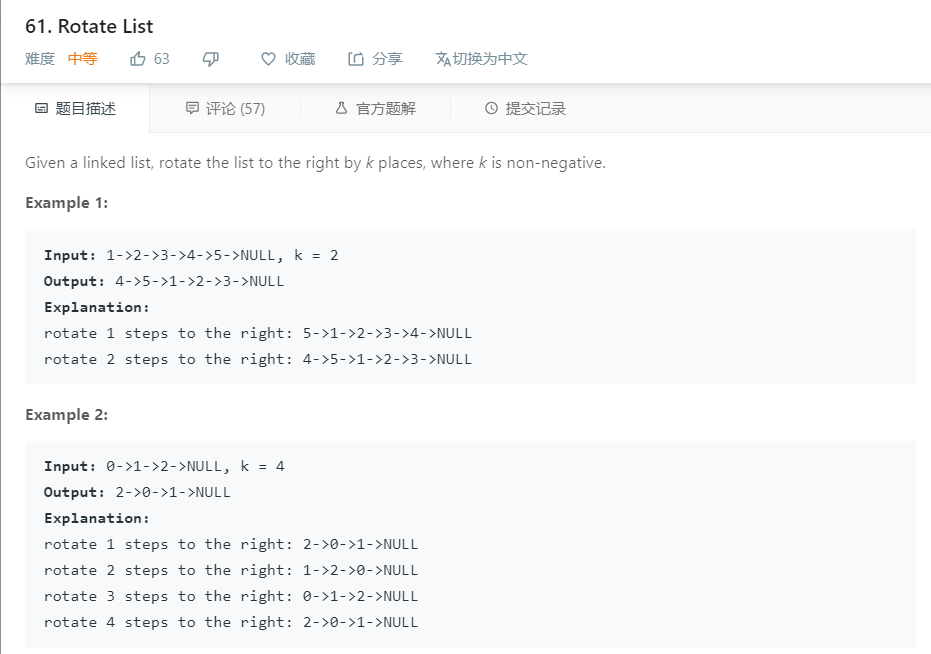 61. Rotate List
难度 中等 63 收藏 分享 切换为中文
题目描述 评论 (57) 官方题解 提交记录
Given a linked list, rotate the list to the right by k places, where k is non-negative.
Example 1:
Input: 1->2->3->4->5->NULL, k = 2
Output: 4->5->1->2->3->NULL
Explanation:
rotate 1 steps to the right: 5->1->2->3->4->NULL
rotate 2 steps to the right: 4->5->1->2->3->NULL
Example 2:
Input: 0->1->2->NULL, k = 4
Output: 2->0->1->NULL
Explanation:
rotate 1 steps to the right: 2->0->1->NULL
rotate 2 steps to the right: 1->2->0->NULL
rotate 3 steps to the right: 0->1->2->NULL
rotate 4 steps to the right: 2->0->1->NULL